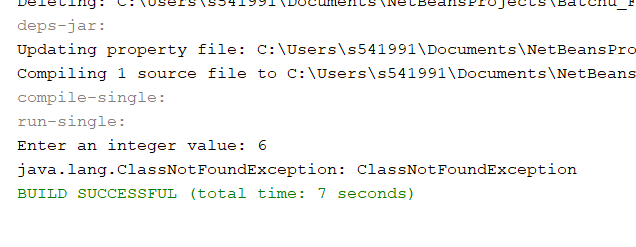 Deleting: C:\Users\s541991\Documents\NetBeansProjects\Batchu_
deps-jar:
Updating property file: C:\Users\s541991\Documents\NetBeansPro
Compiling 1 source file to C:\Users\s541991\Documents\NetBeans
compile-single:
run-single:
Enter an integer value: 6
java.lang.ClassNotFoundException: ClassNotFoundException
BUILD SUCCESSFUL (total time: 7 seconds)